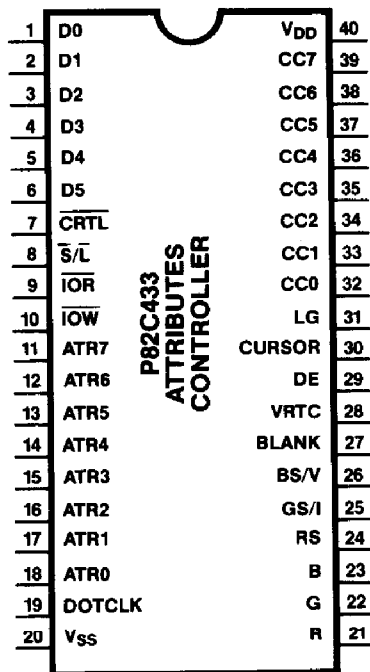 1 D0 VDD 40
2 D1 CC7 39
3 D2 CC6 38
4 D3 CC5 37
5 D4 CC4 36
6 D5 CC3 35
7 CRTL CC2 34
8 S/L CC1 33
9 IOR CC0 32
10 IOW LG 31
11 ATR7 CURSOR 30
12 ATR6 DE 29
13 ATR5 VRTC 28
14 ATR4 BLANK 27
15 ATR3 BS/V 26
16 ATR2 GS/I 25
17 ATR1 RS 24
18 ATR0 B 23
19 DOTCLK G 22
20 VSS R 21
P82C433
ATTRIBUTES
CONTROLLER